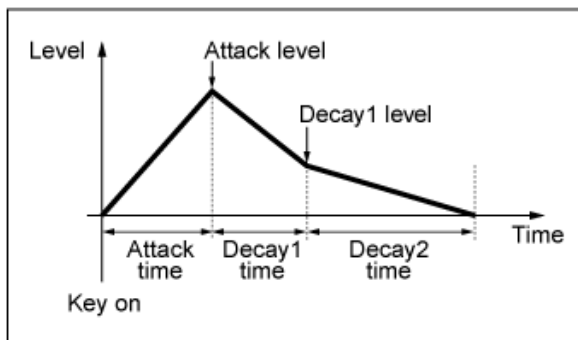 Level
Attack level
Decay1 level
Time
Attack
time
Decay1
time
Decay2
time
Key on